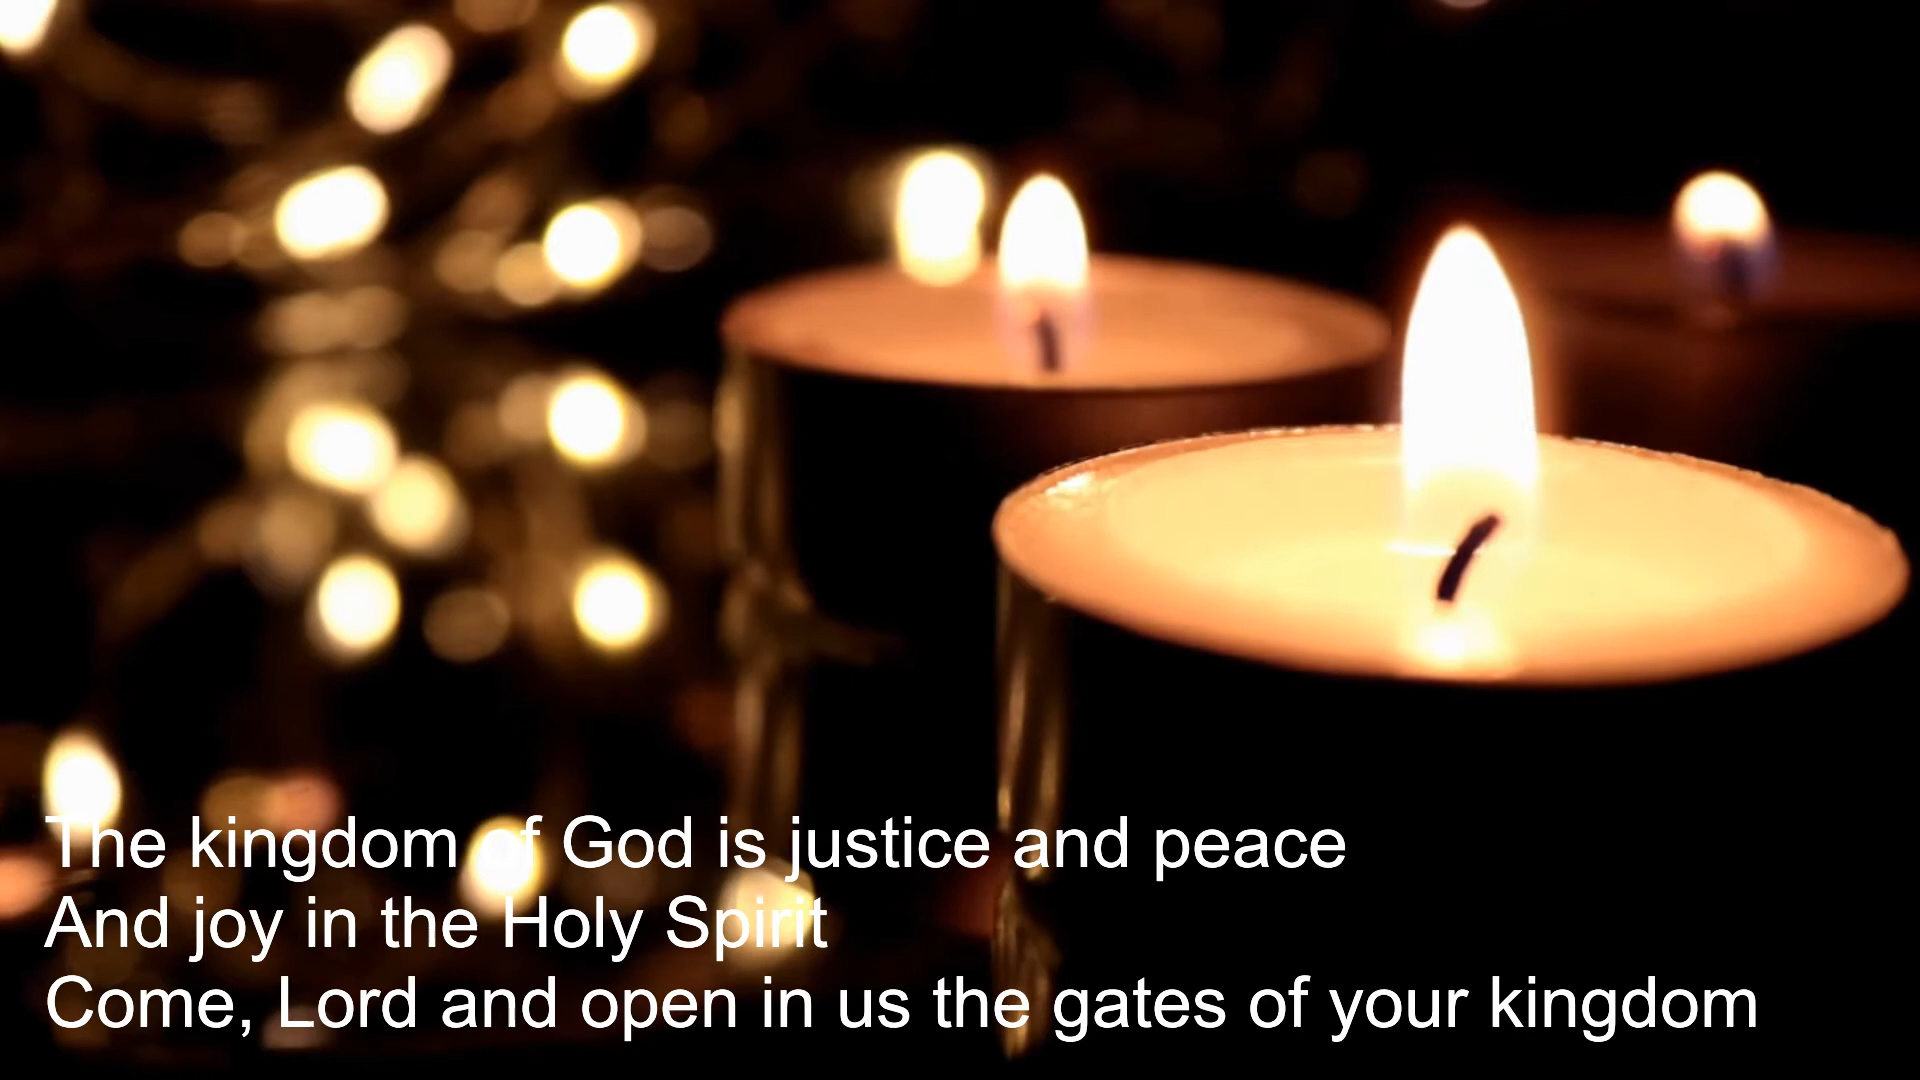 The kingdom of God is justice and peace
And joy in the Holy Spirit
Come, Lord and open in us the gates of your kingdom